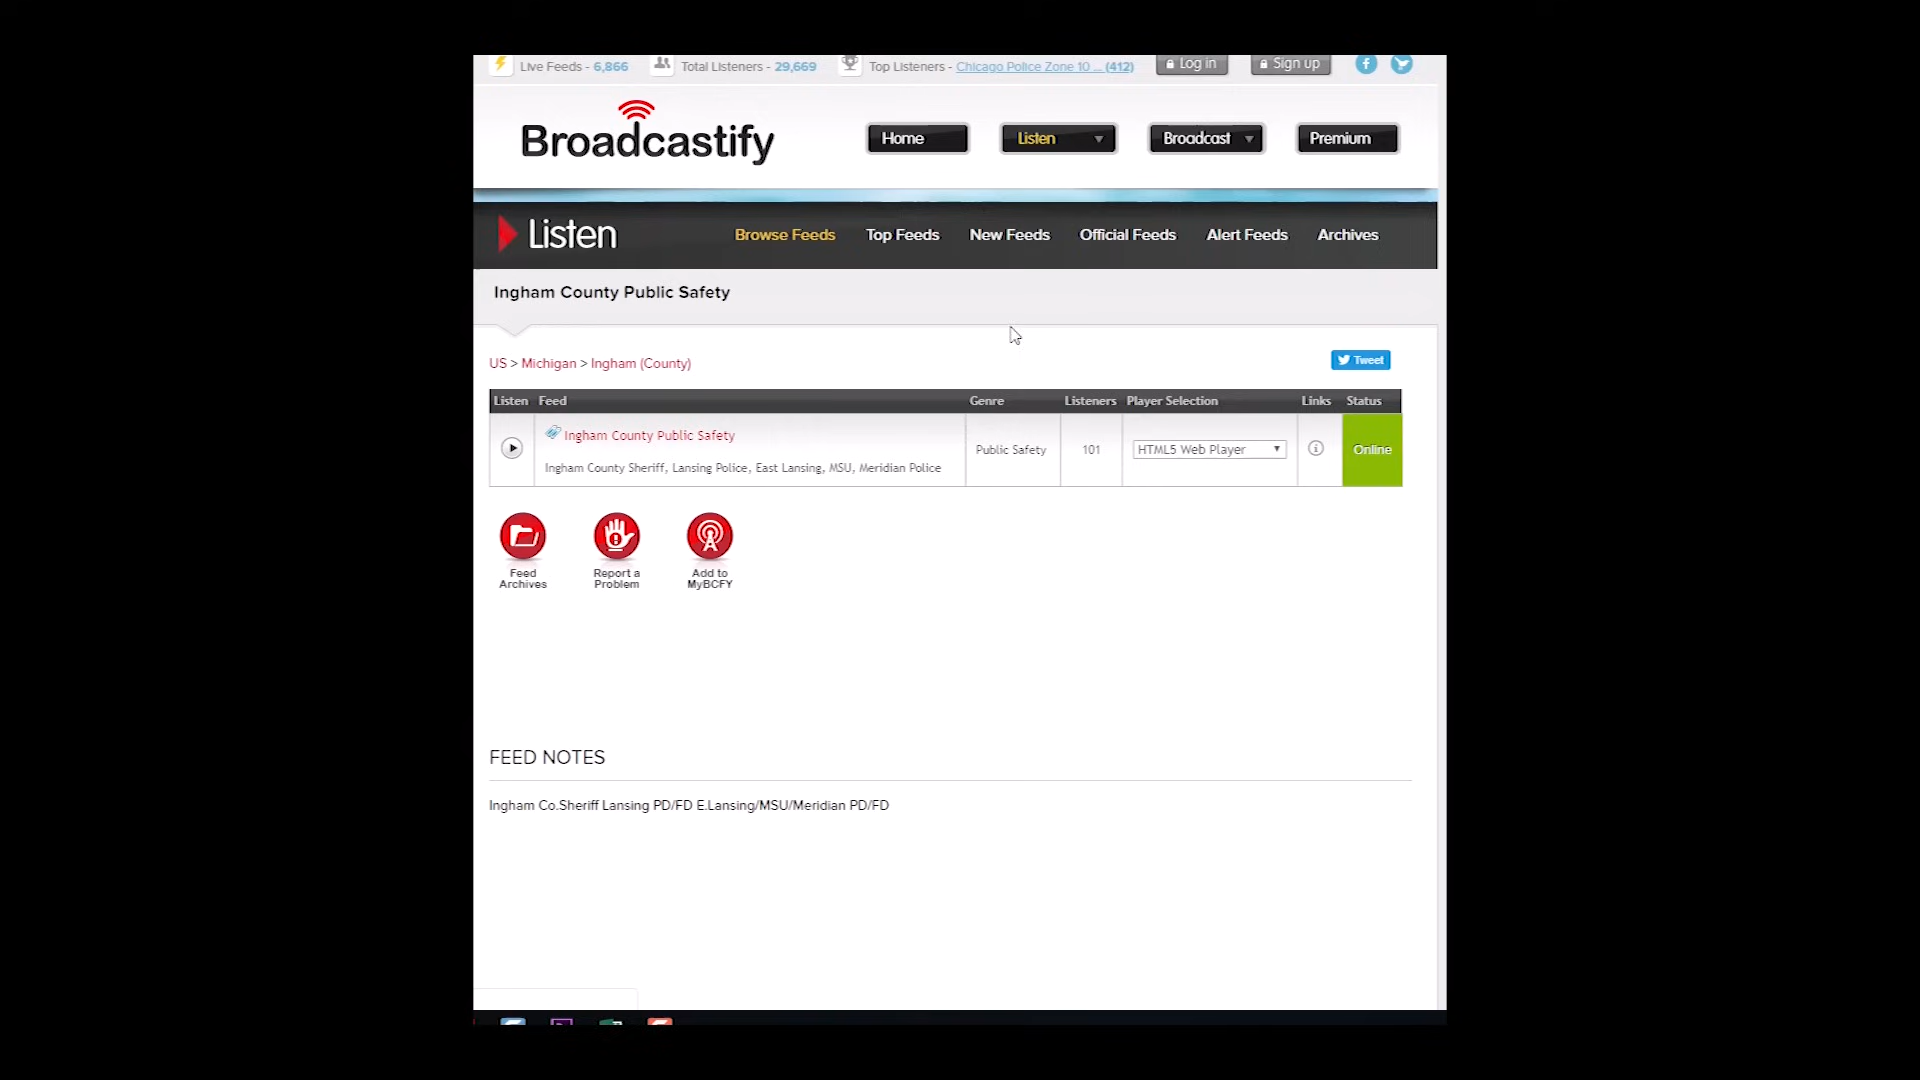 Live Feeds - 6,866 Total Listeners - 29,669 Top Listeners - Chicago Police Zone 10 ... (412) Log in Sign up
Broadcastify
Home Listen Broadcast Premium
Listen Browse Feeds Top Feeds New Feeds Official Feeds Alert Feeds Archives
Ingham County Public Safety
US > Michigan > Ingham (County) Tweet
Listen Feed Genre Listeners Player Selection Links Status
Ingham County Public Safety
Public Safety 101 HTML5 Web Player Online
Ingham County Sheriff, Lansing Police, East Lansing, MSU, Meridian Police
Feed Archives
Report a Problem
Add to MyBCFY
FEED NOTES
Ingham Co.Sheriff Lansing PD/FD E.Lansing/MSU/Meridian PD/FD